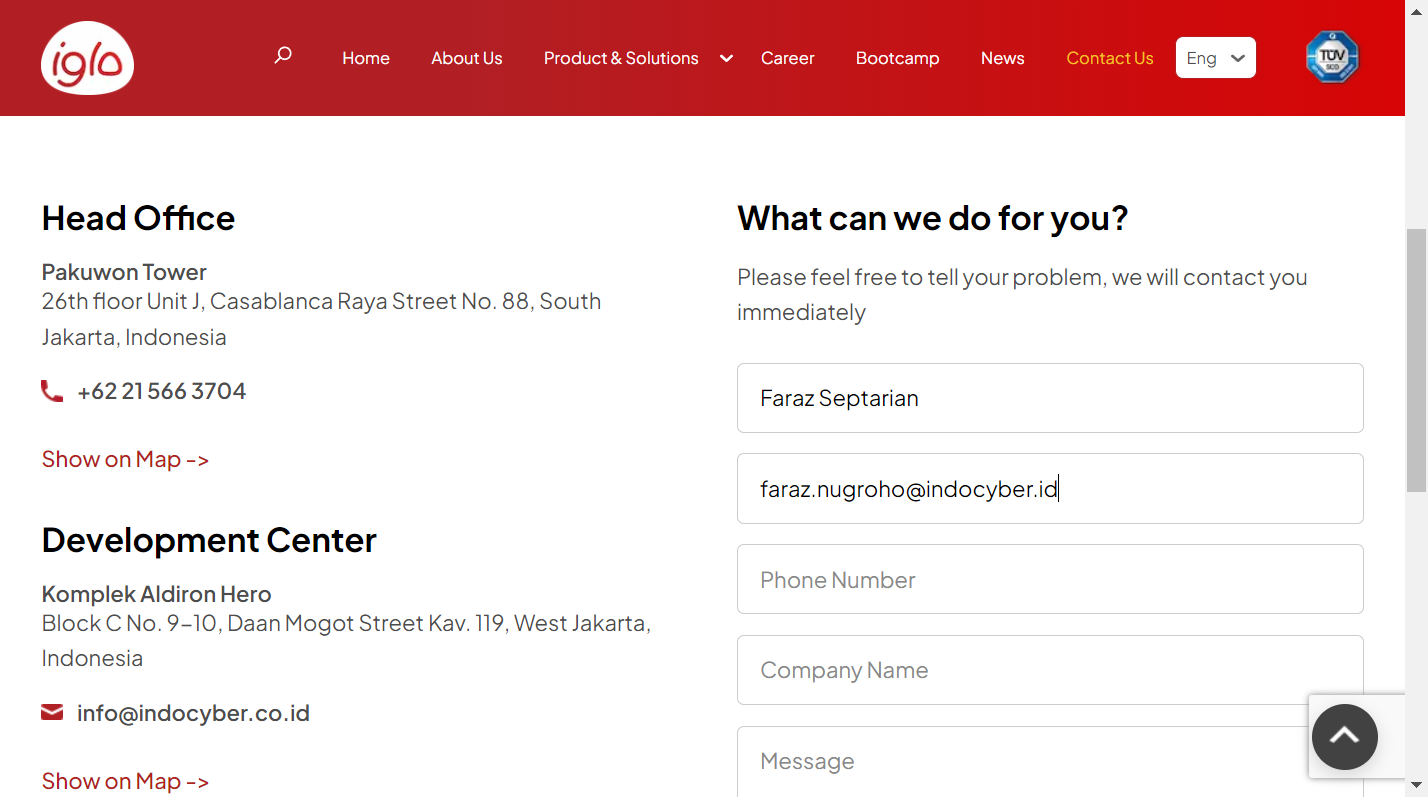 iglo
Home
About Us
Product & Solutions
Career
Bootcamp
News
Contact Us
Eng
TÜV
SÜD
Head Office
Pakuwon Tower
26th floor Unit J, Casablanca Raya Street No. 88, South
Jakarta, Indonesia
+62 21 566 3704
Show on Map ->
Development Center
Komplek Aldiron Hero
Block C No. 9–10, Daan Mogot Street Kav. 119, West Jakarta,
Indonesia
info@indocyber.co.id
Show on Map ->
What can we do for you?
Please feel free to tell your problem, we will contact you
immediately
Faraz Septarian
faraz.nugroho@indocyber.id
Phone Number
Company Name
Message